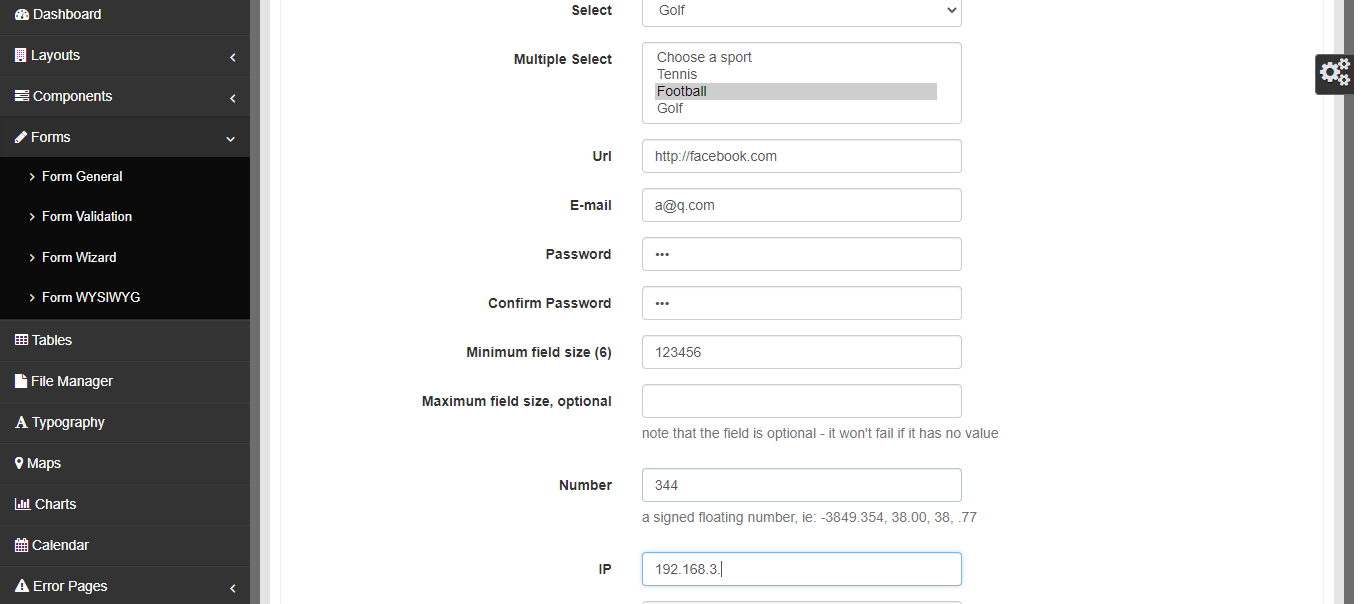 Dashboard
Layouts
Components
Forms
Form General
Form Validation
Form Wizard
Form WYSIWYG
Tables
File Manager
Typography
Maps
Charts
Calendar
Error Pages
Select Golf
Multiple Select Choose a sport
Tennis
Football
Golf
Url http://facebook.com
E-mail a@q.com
Password •••
Confirm Password •••
Minimum field size (6) 123456
Maximum field size, optional
note that the field is optional - it won't fail if it has no value
Number 344
a signed floating number, ie: -3849.354, 38.00, 38, .77
IP 192.168.3.